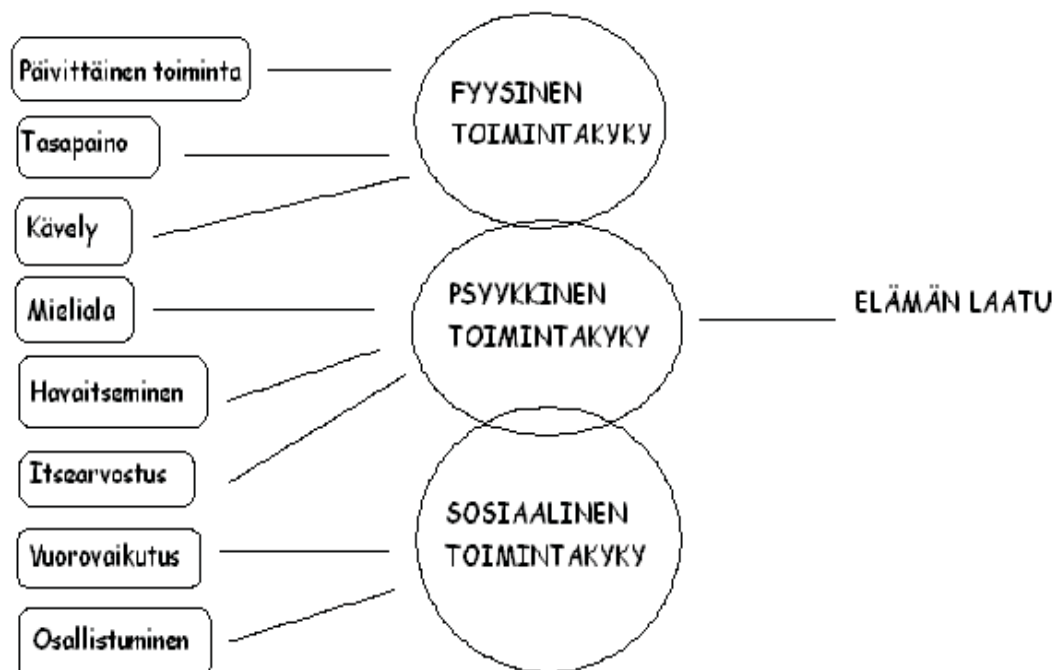 Päivittäinen toiminta
Tasapaino
Kävely
Mieliala
Havaitseminen
Itsearvostus
Vuorovaikutus
Osallistuminen
FYYSINEN
TOIMINTAKYKY
PSYYKKINEN
TOIMINTAKYKY
SOSIAALINEN
TOIMINTAKYKY
ELÄMÄN LAATU